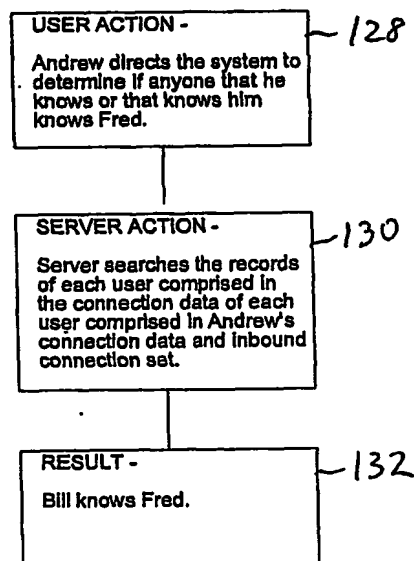 USER ACTION -
128
Andrew directs the system to
determine if anyone that he
knows or that knows him
knows Fred.
SERVER ACTION -
130
Server searches the records
of each user comprised in
the connection data of each
user comprised in Andrew's
connection data and inbound
connection set.
RESULT -
132
Bill knows Fred.